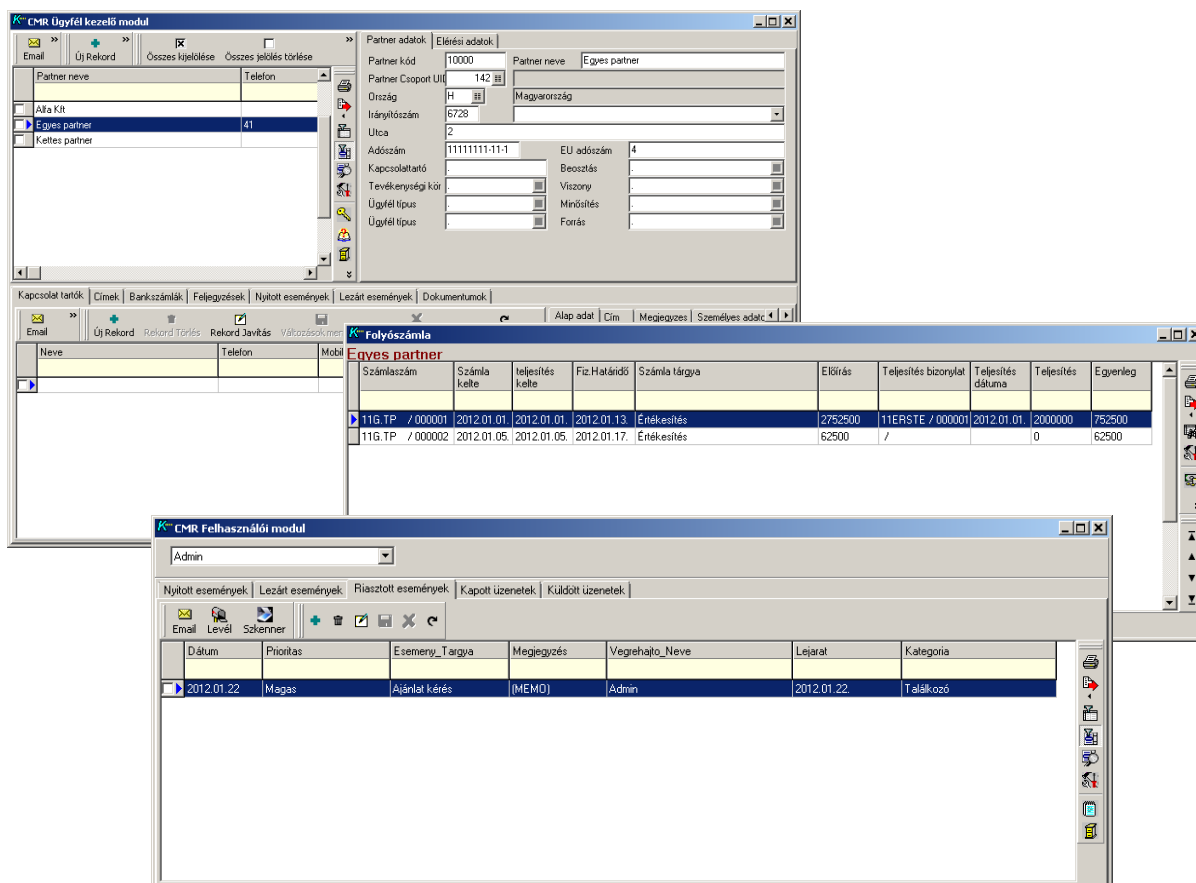 CMR Ügyfél kezelő modul
Email » Új Rekord » Összes kijelölése Összes jelölés törlése »
Partner neve Telefon
Alfa Kft
Egyes partner 41
Kettes partner
Partner adatok Elérési adatok
Partner kód 10000 Partner neve Egyes partner
Partner Csoport UID 142
Ország H Magyarország
Irányítószám 6728
Utca 2
Adószám 11111111-11-1 EU adószám 4
Kapcsolattartó . Beosztás .
Tevékenységi kör . Viszony .
Ügyfél típus . Minősítés .
Ügyfél típus . Forrás .
Kapcsolat tartók Címek Bankszámlák Feljegyzések Nyitott események Lezárt események Dokumentumok
Email » Új Rekord Rekord Törlés Rekord Javítás Változások men
Alap adat Cím Megjegyzes Személyes adato
Neve Telefon Mobil
Folyószámla
Egyes partner
Számlaszám Számla kelte teljesítés kelte Fiz.Határidő Számla tárgya Előírás Teljesítés bizonylat Teljesítés dátuma Teljesítés Egyenleg
11G.TP / 000001 2012.01.01. 2012.01.01. 2012.01.13. Értékesítés 2752500 11ERSTE / 000001 2012.01.01. 2000000 752500
11G.TP / 000002 2012.01.05. 2012.01.05. 2012.01.17. Értékesítés 62500 / 0 62500
CMR Felhasználói modul
Admin
Nyitott események Lezárt események Riasztott események Kapott üzenetek Küldött üzenetek
Email Levél Szkenner
Dátum Prioritas Esemeny_Targya Megjegyzés Vegrehajto_Neve Lejarat Kategoria
2012.01.22 Magas Ajánlat kérés (MEMO) Admin 2012.01.22. Találkozó